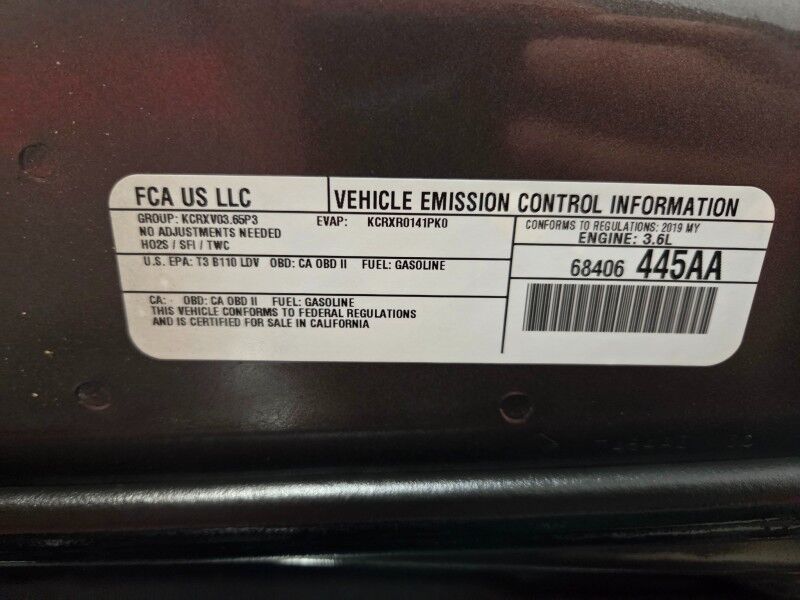 FCA US LLC
VEHICLE EMISSION CONTROL INFORMATION
GROUP: KCRXV03.65P3 EVAP: KCRXR0141PK0
NO ADJUSTMENTS NEEDED
HO2S / SFI / TWC
CONFORMS TO REGULATIONS: 2019 MY
ENGINE: 3.6L
U.S. EPA: T3 B110 LDV OBD: CA OBD II FUEL: GASOLINE
68406 445AA
CA: OBD: CA OBD II FUEL: GASOLINE
THIS VEHICLE CONFORMS TO FEDERAL REGULATIONS
AND IS CERTIFIED FOR SALE IN CALIFORNIA